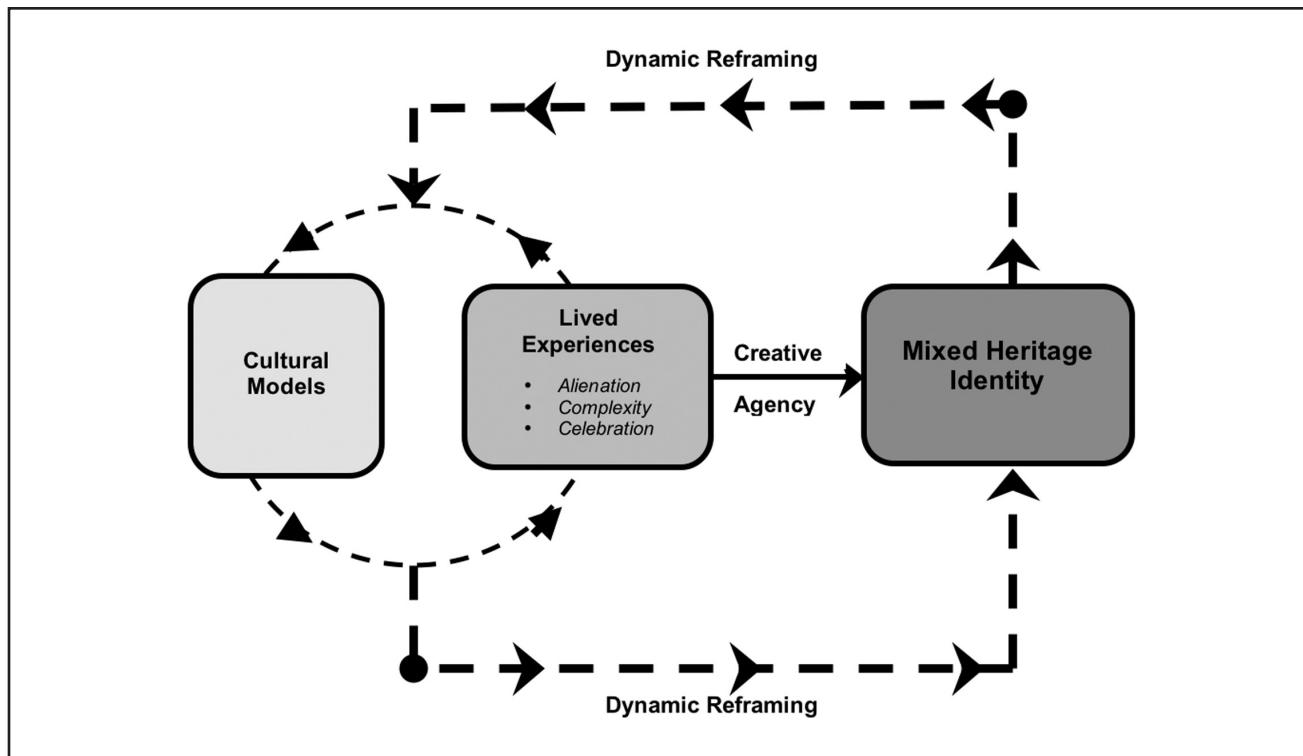 Dynamic Reframing
Cultural
Models
Lived
Experiences
• Alienation
• Complexity
• Celebration
Creative
Agency
Mixed Heritage
Identity
Dynamic Reframing